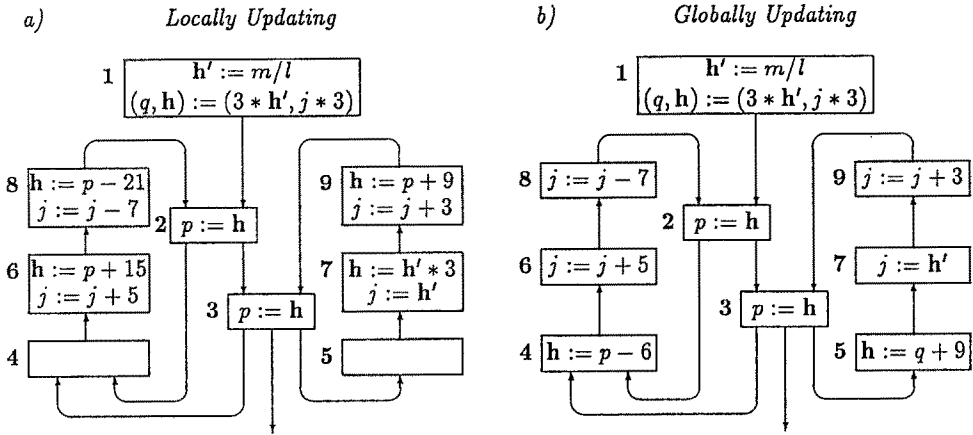 a) Locally Updating
1
h′ := m/l
(q, h) := (3 * h′, j * 3)
8
h := p − 21
j := j − 7
9
h := p + 9
j := j + 3
2
p := h
6
h := p + 15
j := j + 5
7
h := h′ * 3
j := h′
3
p := h
4
5
b) Globally Updating
1
h′ := m/l
(q, h) := (3 * h′, j * 3)
8
j := j − 7
9
j := j + 3
2
p := h
6
j := j + 5
7
j := h′
3
p := h
4
h := p − 6
5
h := q + 9